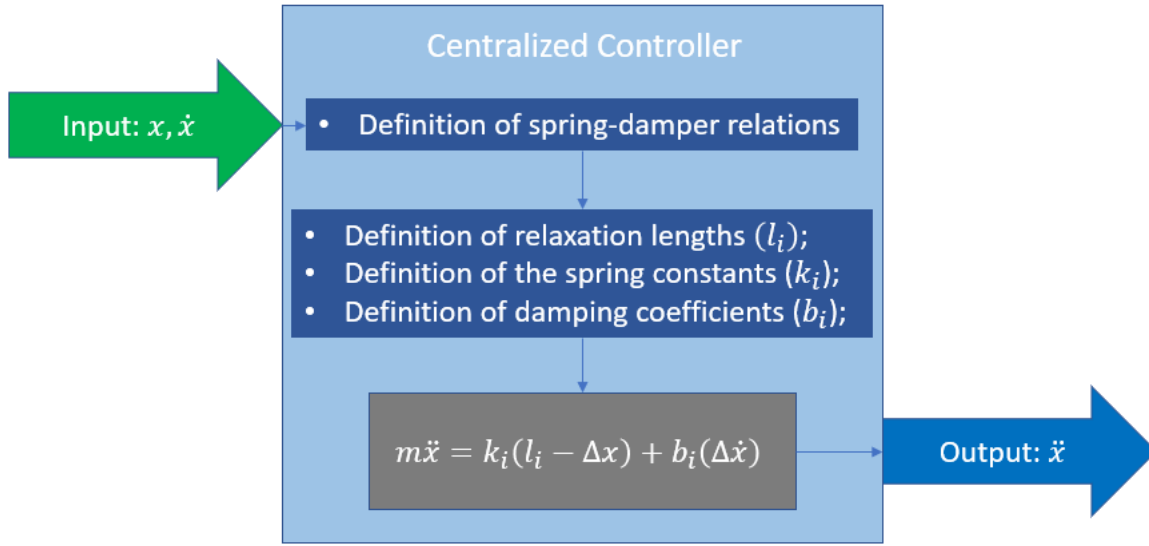 Centralized Controller
Input: x, ẋ
• Definition of spring-damper relations
• Definition of relaxation lengths (lᵢ);
• Definition of the spring constants (kᵢ);
• Definition of damping coefficients (bᵢ);
mẍ = kᵢ(lᵢ − Δx) + bᵢ(Δẋ)
Output: ẍ